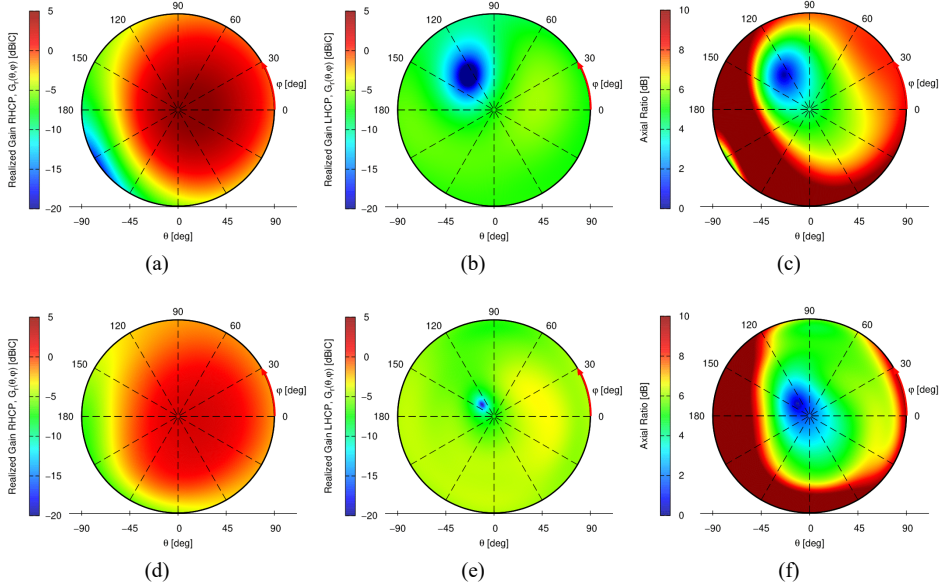 90
120 60
150 30
180 0
φ [deg]
5
0
−5
−10
−15
−20
Realized Gain RHCP, Gr(θ,φ) [dBiC]
−90 −45 0 45 90
θ [deg]
(a)
90
120 60
150 30
180 0
φ [deg]
5
0
−5
−10
−15
−20
Realized Gain LHCP, Gl(θ,φ) [dBiC]
−90 −45 0 45 90
θ [deg]
(b)
90
120 60
150 30
180 0
φ [deg]
10
8
6
4
2
0
Axial Ratio [dB]
−90 −45 0 45 90
θ [deg]
(c)
90
120 60
150 30
180 0
φ [deg]
5
0
−5
−10
−15
−20
Realized Gain RHCP, Gr(θ,φ) [dBiC]
−90 −45 0 45 90
θ [deg]
(d)
90
120 60
150 30
180 0
φ [deg]
5
0
−5
−10
−15
−20
Realized Gain LHCP, Gl(θ,φ) [dBiC]
−90 −45 0 45 90
θ [deg]
(e)
90
120 60
150 30
180 0
φ [deg]
10
8
6
4
2
0
Axial Ratio [dB]
−90 −45 0 45 90
θ [deg]
(f)